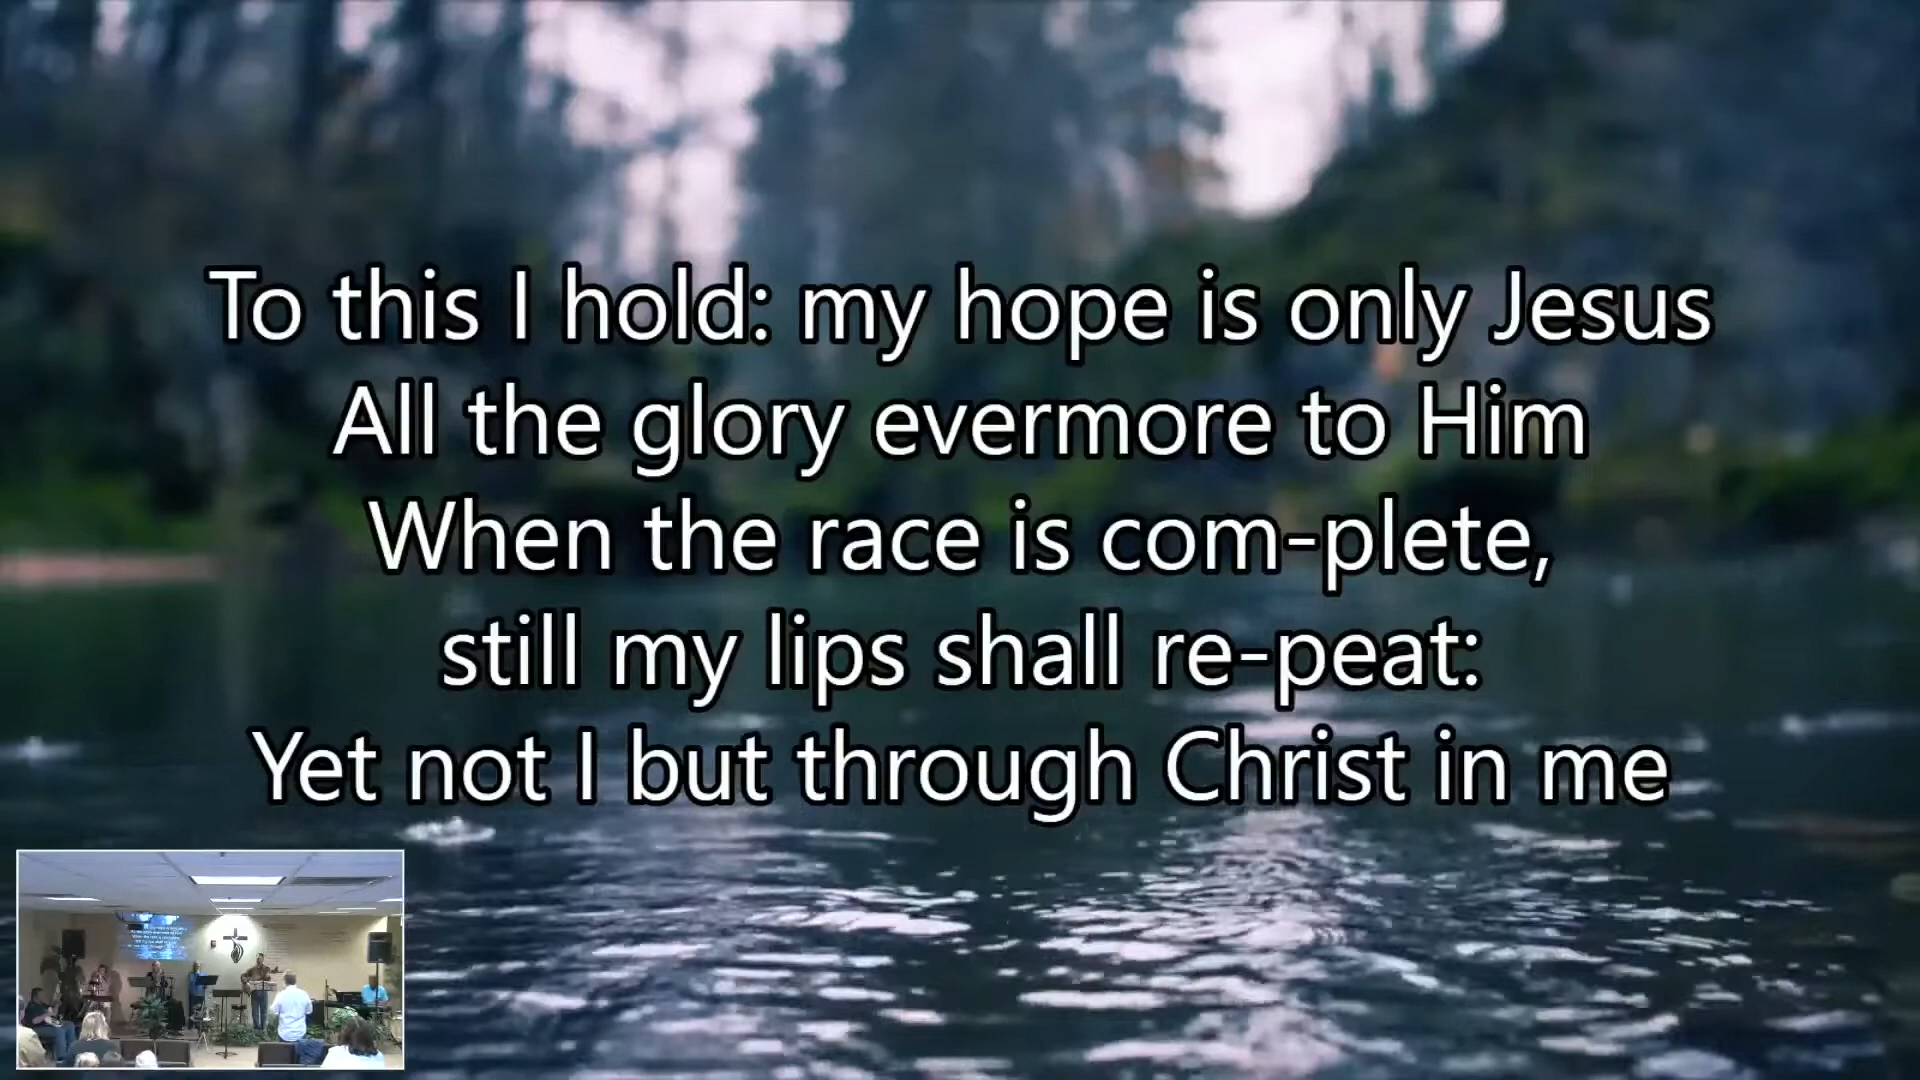 To this I hold: my hope is only Jesus
All the glory evermore to Him
When the race is com-plete,
still my lips shall re-peat:
Yet not I but through Christ in me